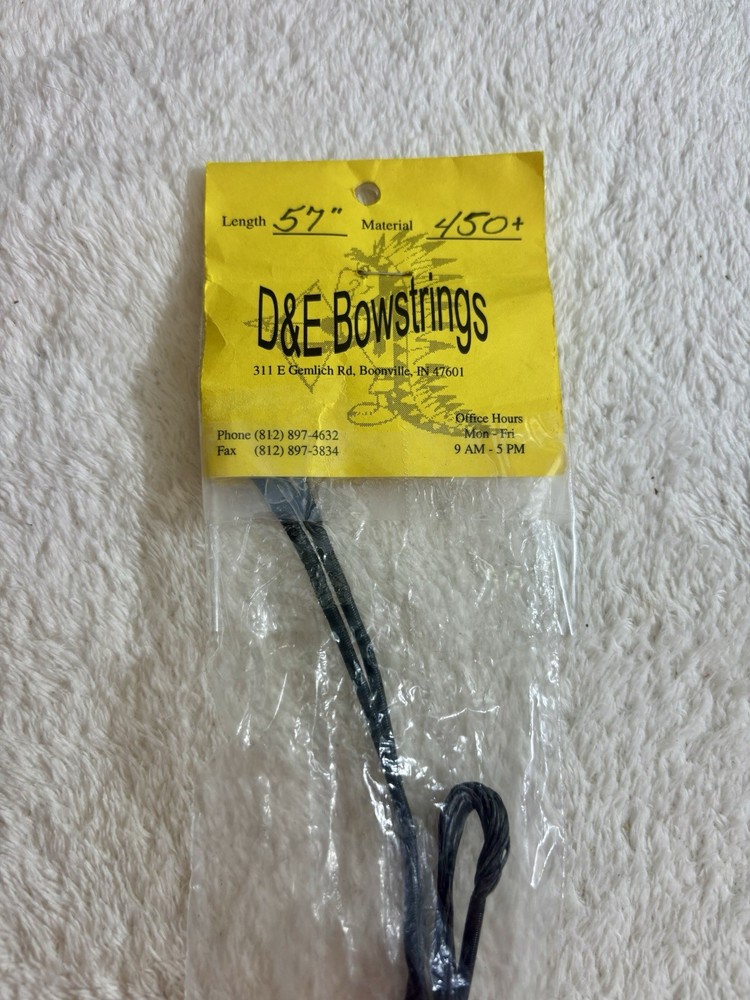 Length 57" Material 450+
D&E Bowstrings
311 E Gemlich Rd, Boonville, IN 47601
Phone (812) 897-4632
Fax (812) 897-3834
Office Hours
Mon - Fri
9 AM - 5 PM